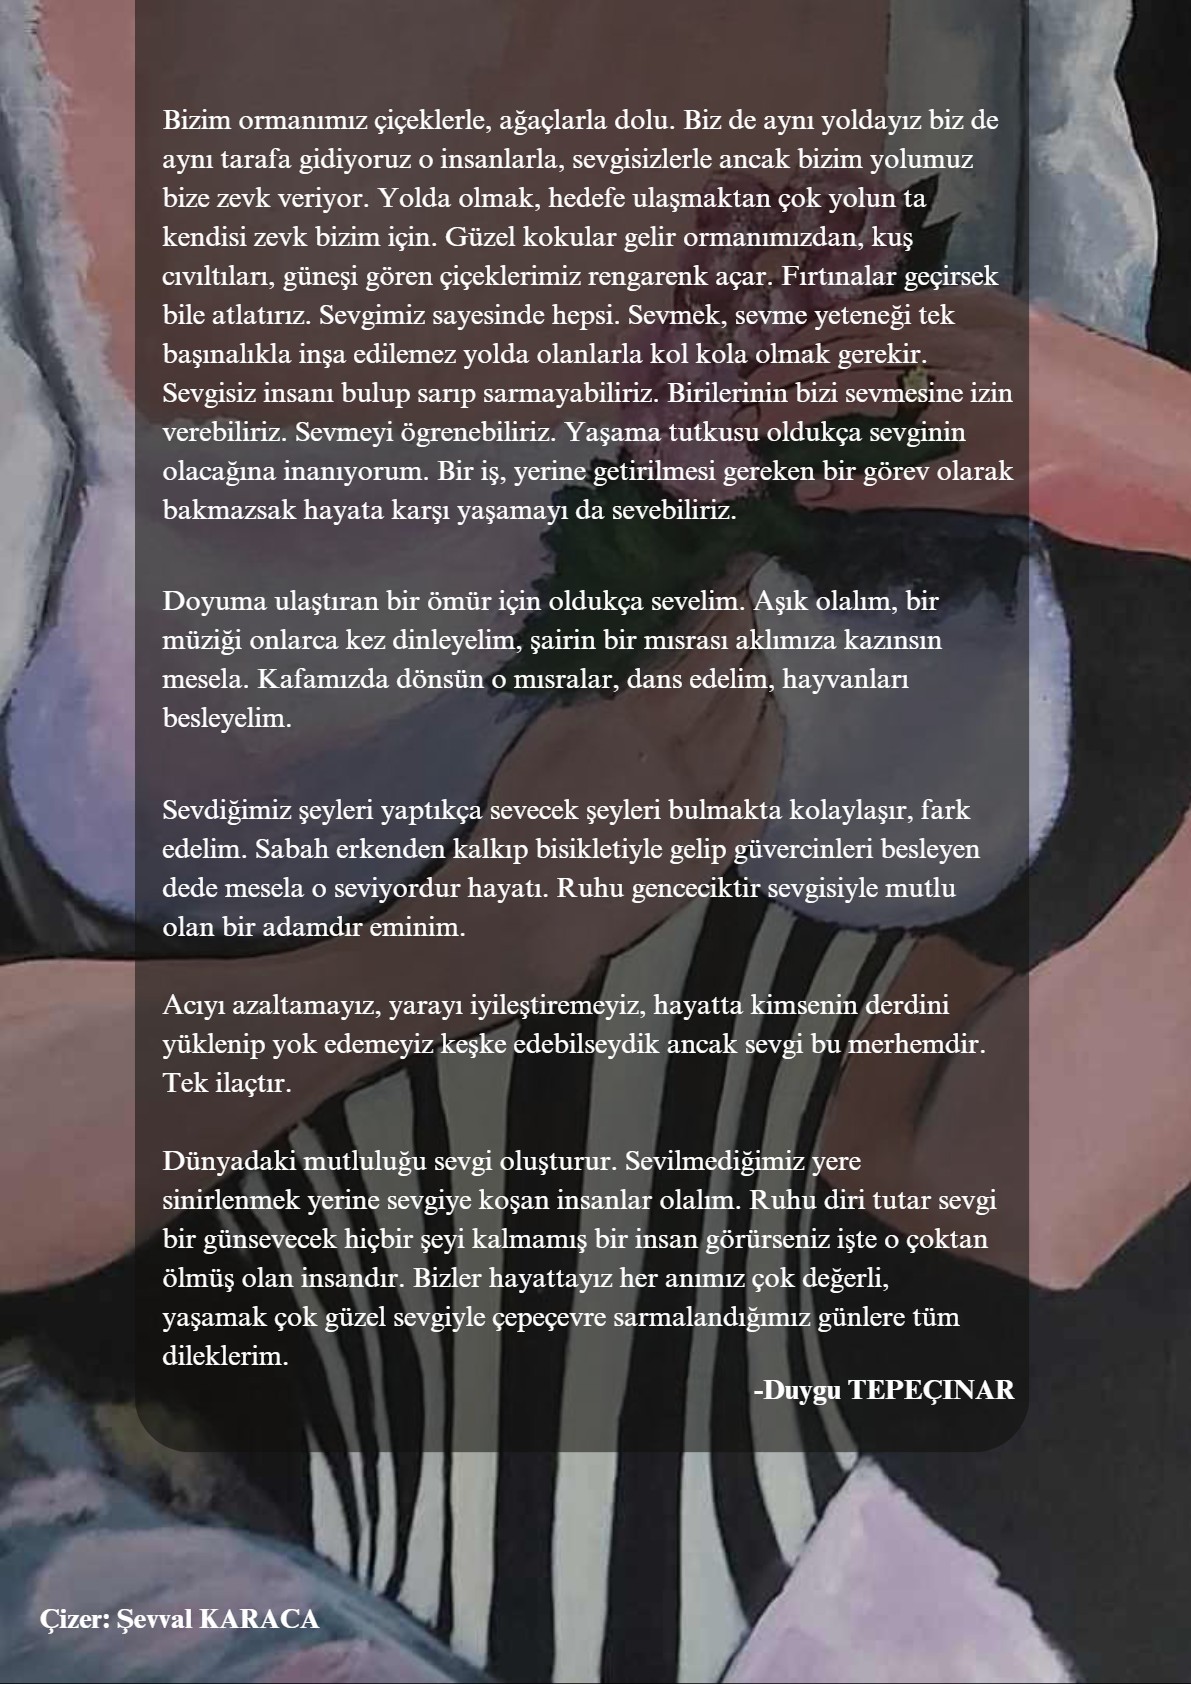 Bizim ormanımız çiçeklerle, ağaçlarla dolu. Biz de aynı yoldayız biz de
aynı tarafa gidiyoruz o insanlarla, sevgisizlerle ancak bizim yolumuz
bize zevk veriyor. Yolda olmak, hedefe ulaşmaktan çok yolun ta
kendisi zevk bizim için. Güzel kokular gelir ormanımızdan, kuş
cıvıltıları, güneşi gören çiçeklerimiz rengarenk açar. Fırtınalar geçirsek
bile atlatırız. Sevgimiz sayesinde hepsi. Sevmek, sevme yeteneği tek
başınalıkla inşa edilemez yolda olanlarla kol kola olmak gerekir.
Sevgisiz insanı bulup sarıp sarmayabiliriz. Birilerinin bizi sevmesine izin
verebiliriz. Sevmeyi ögrenebiliriz. Yaşama tutkusu oldukça sevginin
olacağına inanıyorum. Bir iş, yerine getirilmesi gereken bir görev olarak
bakmazsak hayata karşı yaşamayı da sevebiliriz.
Doyuma ulaştıran bir ömür için oldukça sevelim. Aşık olalım, bir
müziği onlarca kez dinleyelim, şairin bir mısrası aklımıza kazınsın
mesela. Kafamızda dönsün o mısralar, dans edelim, hayvanları
besleyelim.
Sevdiğimiz şeyleri yaptıkça sevecek şeyleri bulmakta kolaylaşır, fark
edelim. Sabah erkenden kalkıp bisikletiyle gelip güvercinleri besleyen
dede mesela o seviyordur hayatı. Ruhu genceciktir sevgisiyle mutlu
olan bir adamdır eminim.
Acıyı azaltamayız, yarayı iyileştiremeyiz, hayatta kimsenin derdini
yüklenip yok edemeyiz keşke edebilseydik ancak sevgi bu merhemdir.
Tek ilaçtır.
Dünyadaki mutluluğu sevgi oluşturur. Sevilmediğimiz yere
sinirlenmek yerine sevgiye koşan insanlar olalım. Ruhu diri tutar sevgi
bir günsevecek hiçbir şeyi kalmamış bir insan görürseniz işte o çoktan
ölmüş olan insandır. Bizler hayattayız her anımız çok değerli,
yaşamak çok güzel sevgiyle çepeçevre sarmalandığımız günlere tüm
dileklerim.
-Duygu TEPEÇINAR
Çizer: Şevval KARACA